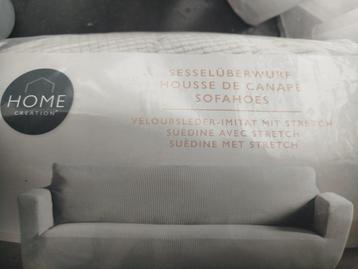 HOME
CREATION
SESSELÜBERWURF
HOUSSE DE CANAPÉ
SOFAHOES
VELOURSLEDER-IMITAT MIT STRETCH
SUÈDINE AVEC STRETCH
SUÈDINE MET STRETCH